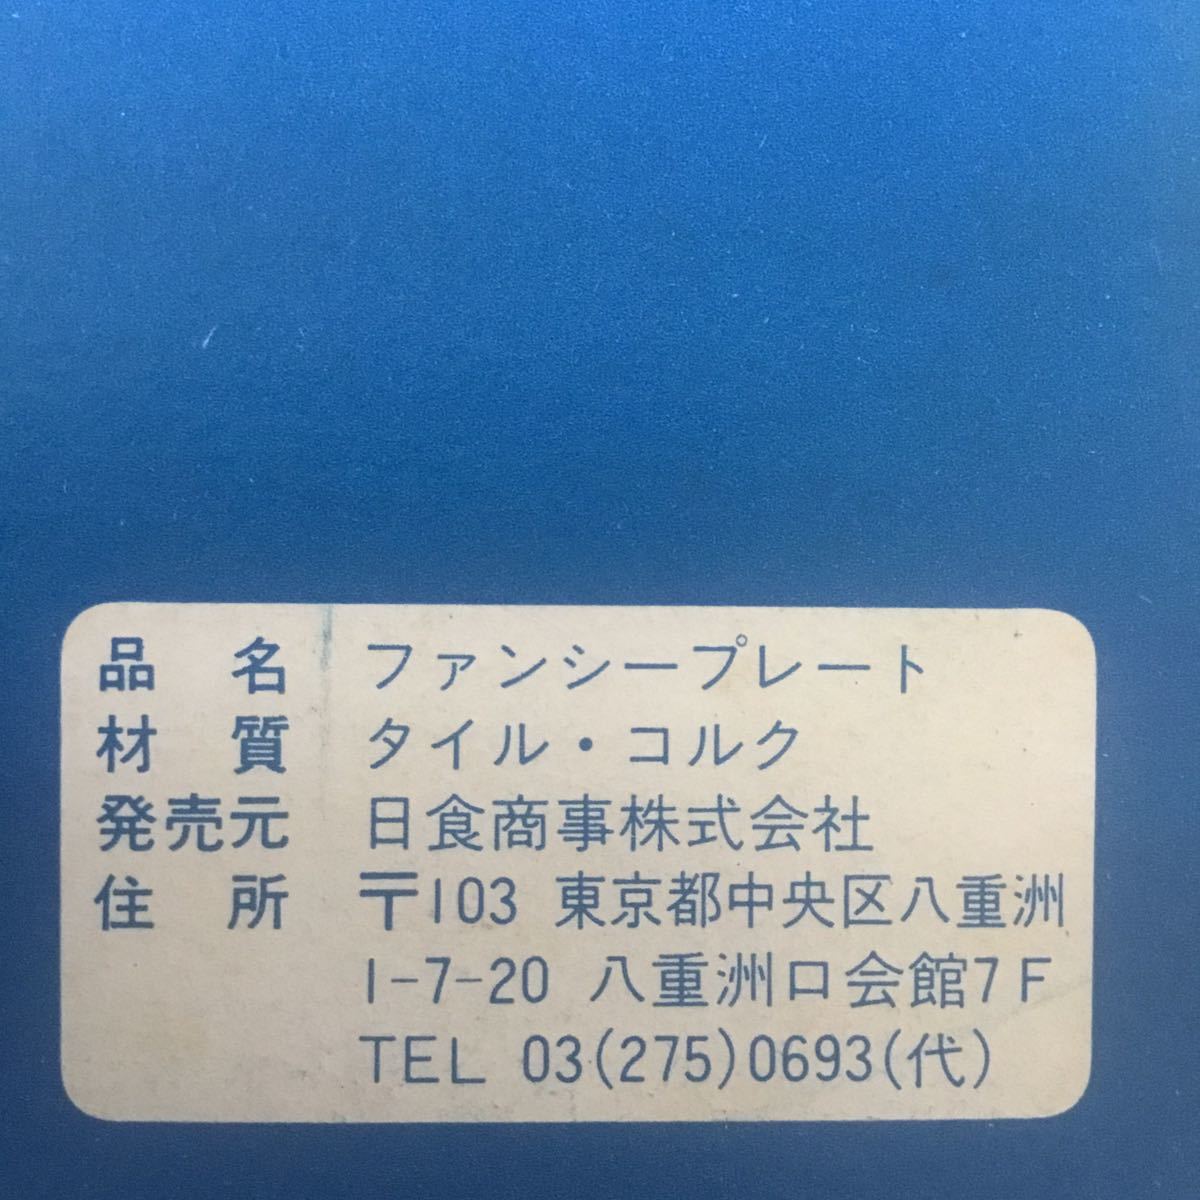 品 名 ファンシープレート
材 質 タイル・コルク
発売元 日食商事株式会社
住 所 〒103 東京都中央区八重洲
1-7-20 八重洲口会館7F
TEL 03(275)0693(代)